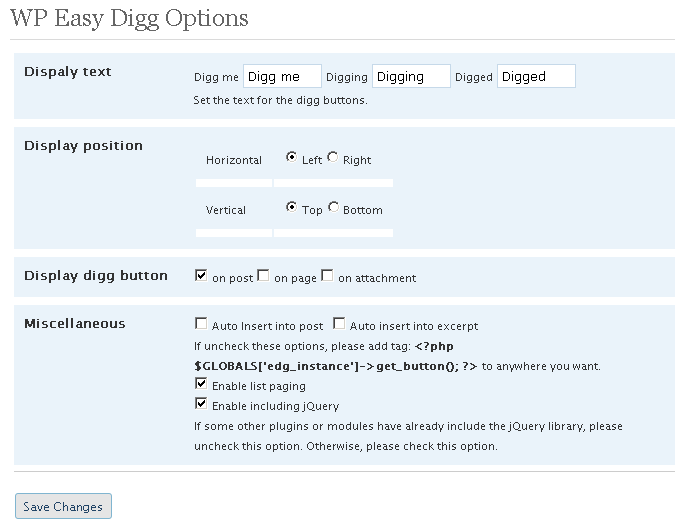 WP Easy Digg Options
Dispaly text
Digg me Digg me Digging Digging Digged Digged
Set the text for the digg buttons.
Display position
Horizontal Left Right
Vertical Top Bottom
Display digg button on post on page on attachment
Miscellaneous Auto Insert into post Auto insert into excerpt
If uncheck these options, please add tag: <?php
$GLOBALS['edg_instance']->get_button(); ?> to anywhere you want.
Enable list paging
Enable including jQuery
If some other plugins or modules have already include the jQuery library, please
uncheck this option. Otherwise, please check this option.
Save Changes